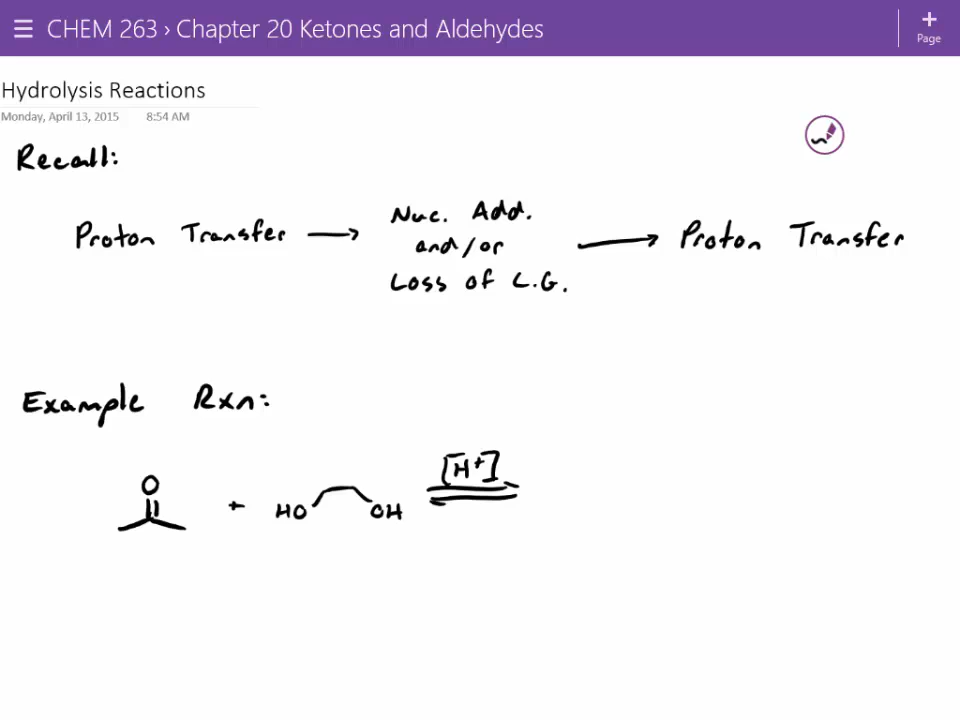 ☰ CHEM 263 › Chapter 20 Ketones and Aldehydes
+
Page
Hydrolysis Reactions
Monday, April 13, 2015 8:54 AM
Recall:
Proton Transfer → Nuc. Add. and/or Loss of L.G. → Proton Transfer
Example Rxn:
[H+]
O
+ HO OH